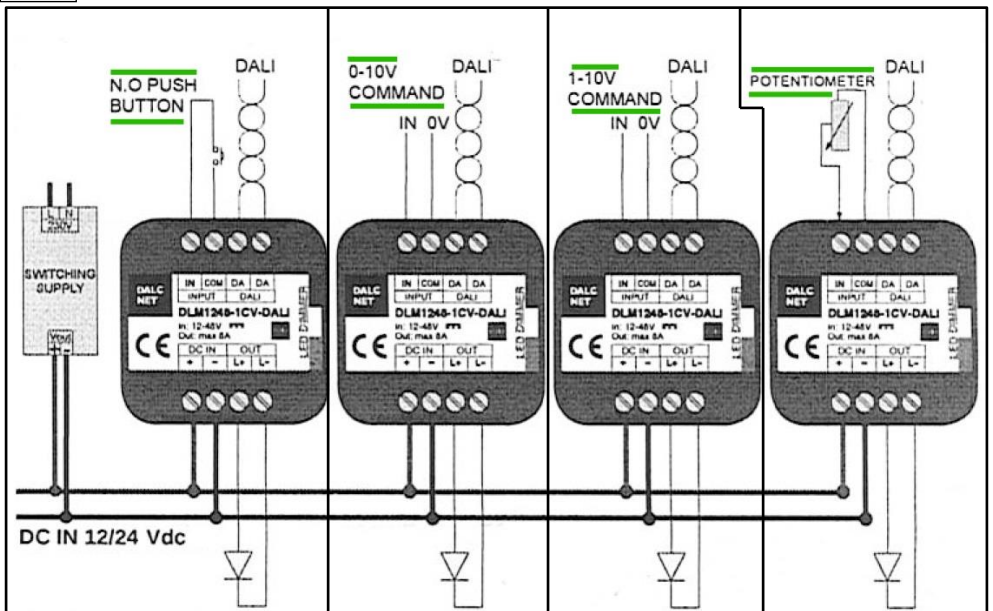 N.O PUSH
BUTTON
DALI
0-10V
COMMAND
IN 0V
DALI
1-10V
COMMAND
IN 0V
DALI
POTENTIOMETER
DALI
L N
230V
SWITCHING
SUPPLY
Vout
+ -
DALC
NET
IN COM DA DA
INPUT DALI
DLM1248-1CV-DALI
In: 12-48V
Out: max 8A
DC IN OUT
+ - L+ L-
LED DIMMER
CE
DALC
NET
IN COM DA DA
INPUT DALI
DLM1248-1CV-DALI
In: 12-48V
Out: max 8A
DC IN OUT
+ - L+ L-
LED DIMMER
CE
DALC
NET
IN COM DA DA
INPUT DALI
DLM1248-1CV-DALI
In: 12-48V
Out: max 8A
DC IN OUT
+ - L+ L-
LED DIMMER
CE
DALC
NET
IN COM DA DA
INPUT DALI
DLM1248-1CV-DALI
In: 12-48V
Out: max 8A
DC IN OUT
+ - L+ L-
LED DIMMER
CE
DC IN 12/24 Vdc